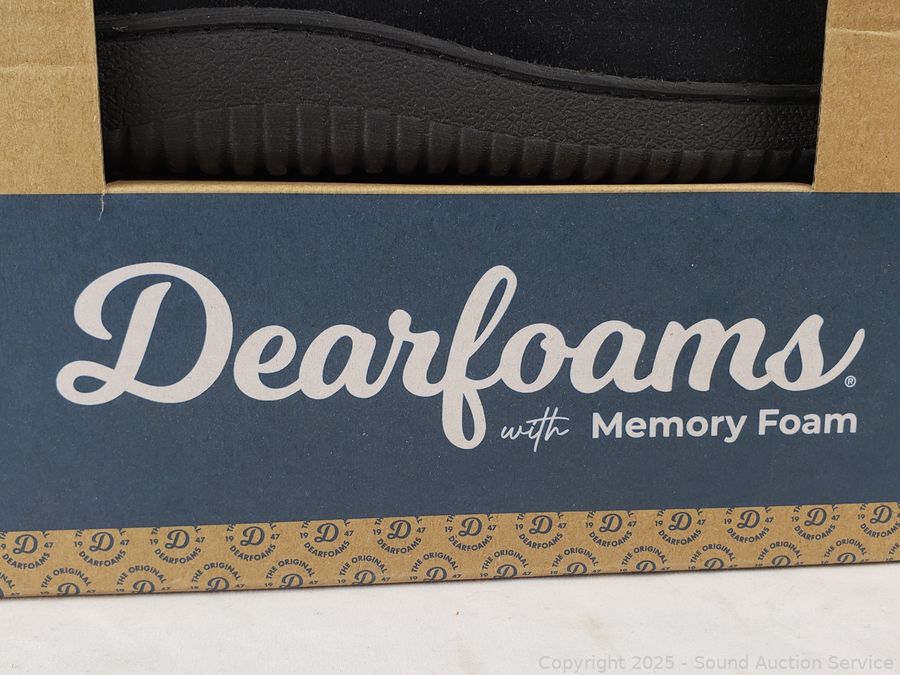 Dearfoams®
with Memory Foam
THE ORIGINAL
19 D 47
DEARFOAMS
Copyright 2025 - Sound Auction Service